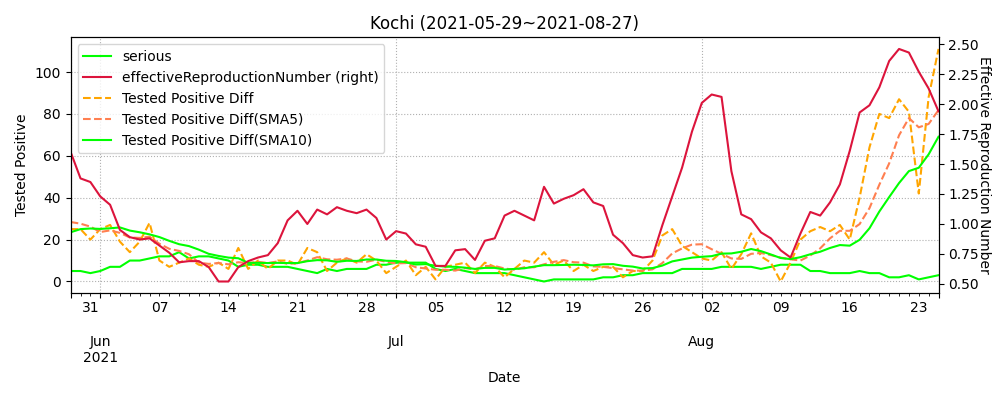 Kochi (2021-05-29~2021-08-27)
serious
effectiveReproductionNumber (right)
Tested Positive Diff
Tested Positive Diff(SMA5)
Tested Positive Diff(SMA10)
Tested Positive
100
80
60
40
20
0
2.50
2.25
2.00
1.75
1.50
1.25
1.00
0.75
0.50
Effective Reproduction Number
31 07 14 21 28 05 12 19 26 02 09 16 23
Jun Jul Aug
2021
Date